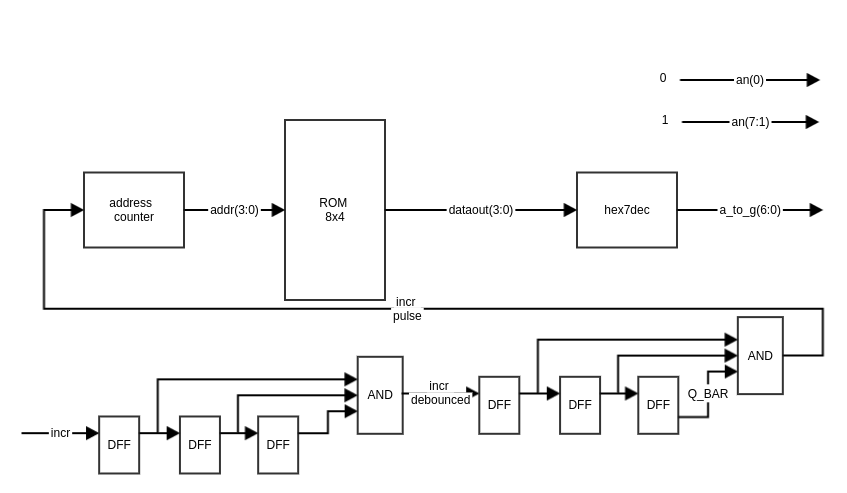 0
an(0)
1
an(7:1)
address
counter
addr(3:0)
ROM
8x4
dataout(3:0)
hex7dec
a_to_g(6:0)
incr
pulse
AND
incr
debounced
AND
Q_BAR
DFF
DFF
DFF
incr
DFF
DFF
DFF